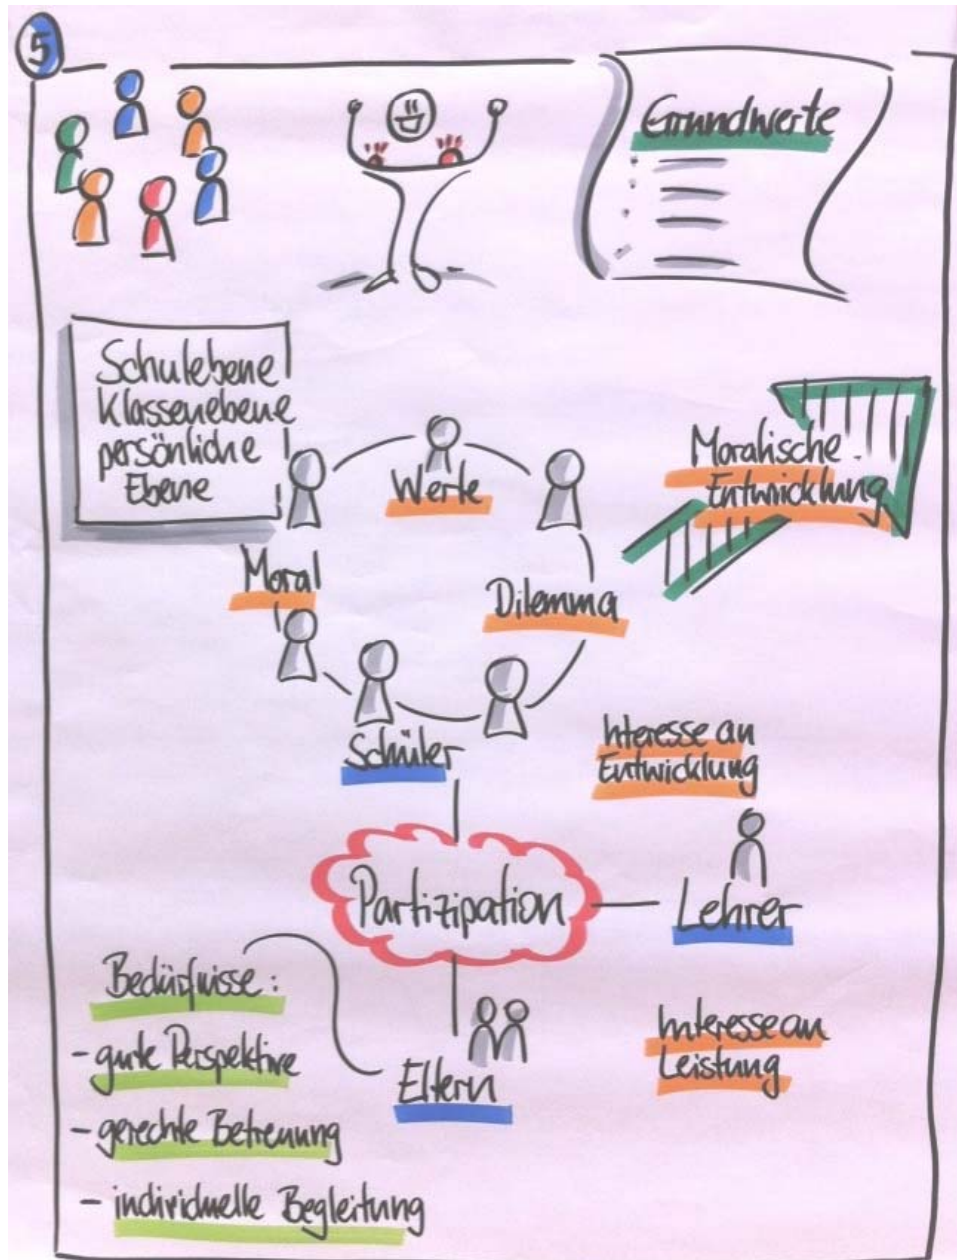 5
Grundwerte
Schulebene
Klassenebene
persönliche
Ebene
Werte
Moralische
Entwicklung
Moral
Dilemma
Schüler
Interesse an
Entwicklung
Partizipation
Lehrer
Bedürfnisse:
- gute Perspektive
- gerechte Betreuung
- individuelle Begleitung
Eltern
Interesse an
Leistung